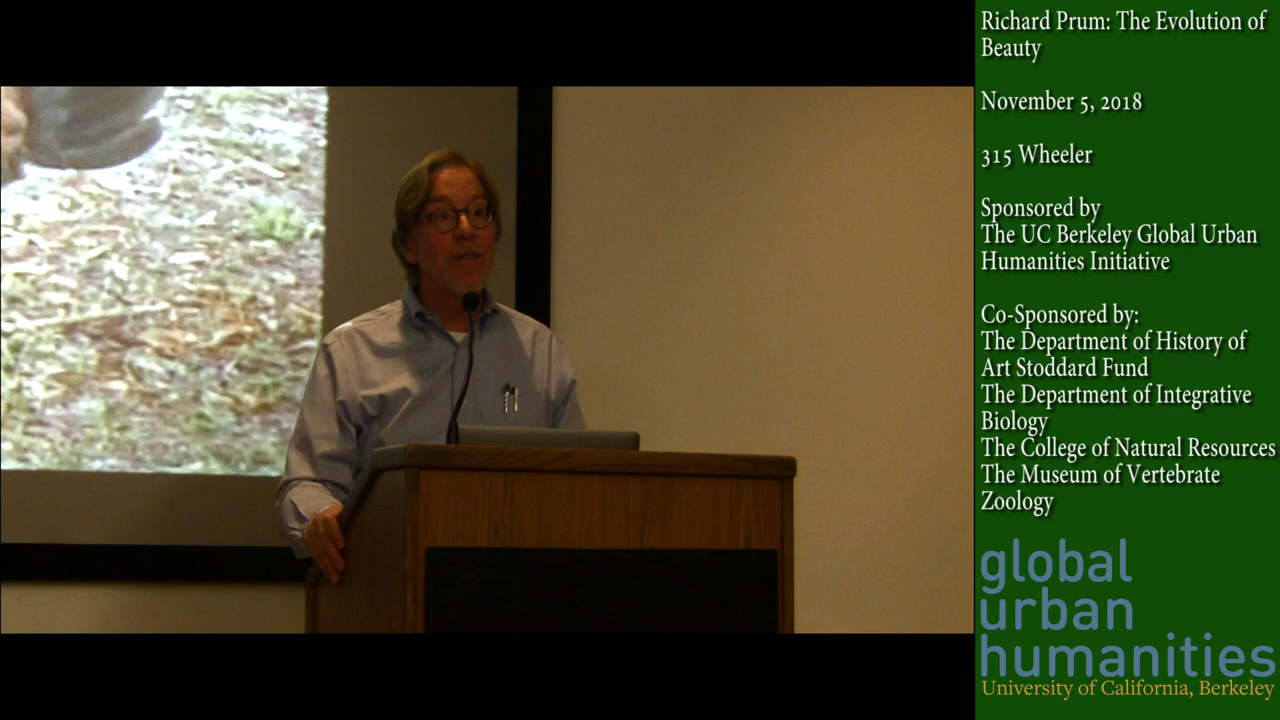 Richard Prum: The Evolution of
Beauty
November 5, 2018
315 Wheeler
Sponsored by
The UC Berkeley Global Urban
Humanities Initiative
Co-Sponsored by:
The Department of History of
Art Stoddard Fund
The Department of Integrative
Biology
The College of Natural Resources
The Museum of Vertebrate
Zoology
global
urban
humanities
University of California, Berkeley